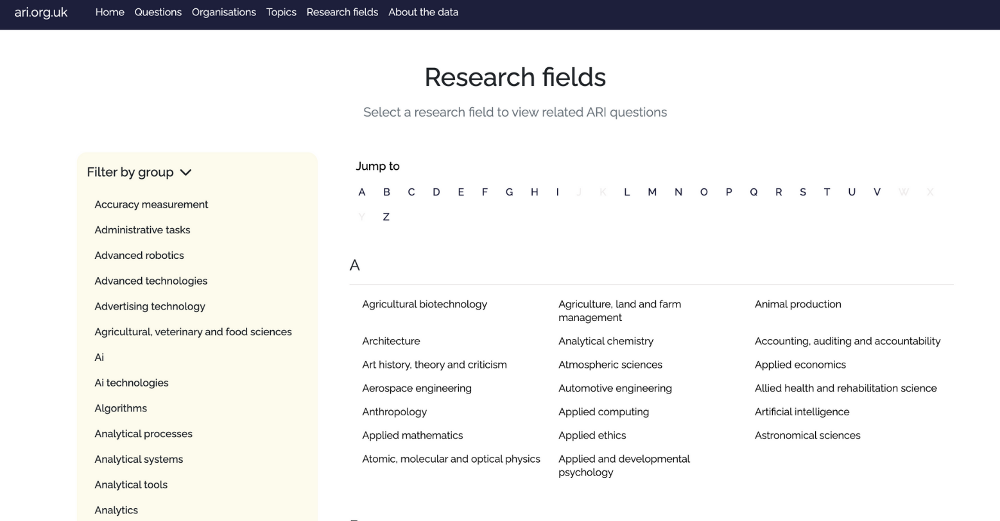 ari.org.uk Home Questions Organisations Topics Research fields About the data
Research fields
Select a research field to view related ARI questions
Filter by group
Accuracy measurement
Administrative tasks
Advanced robotics
Advanced technologies
Advertising technology
Agricultural, veterinary and food sciences
Ai
Ai technologies
Algorithms
Analytical processes
Analytical systems
Analytical tools
Analytics
Jump to
A B C D E F G H I J K L M N O P Q R S T U V W X
Y Z
A
Agricultural biotechnology
Agriculture, land and farm
management
Animal production
Architecture
Analytical chemistry
Accounting, auditing and accountability
Art history, theory and criticism
Atmospheric sciences
Applied economics
Aerospace engineering
Automotive engineering
Allied health and rehabilitation science
Anthropology
Applied computing
Artificial intelligence
Applied mathematics
Applied ethics
Astronomical sciences
Atomic, molecular and optical physics
Applied and developmental
psychology